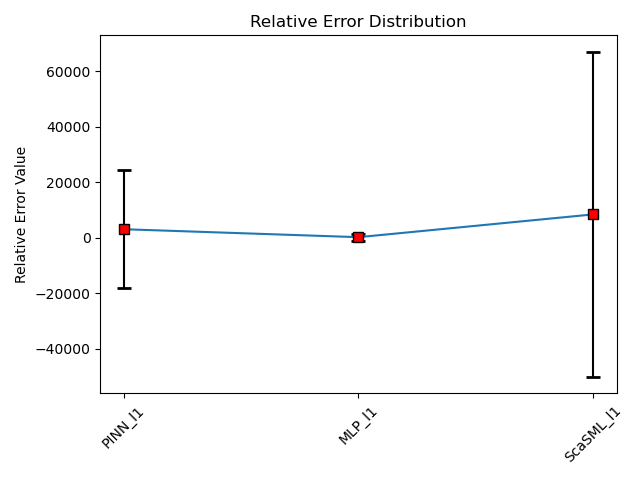 Relative Error Distribution
Relative Error Value
60000
40000
20000
0
−20000
−40000
PINN_l1
MLP_l1
ScaSML_l1